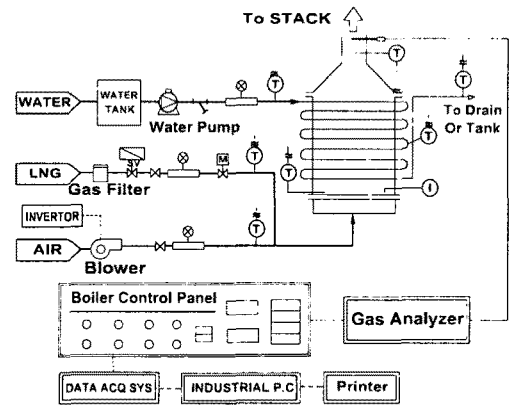 To STACK
T
WATER
WATER
TANK
Water Pump
T
T
To Drain
Or Tank
T
LNG
SV
Gas Filter
M
T
T
I
INVERTOR
AIR
Blower
T
Boiler Control Panel
Gas Analyzer
DATA ACQ SYS
INDUSTRIAL P.C
Printer